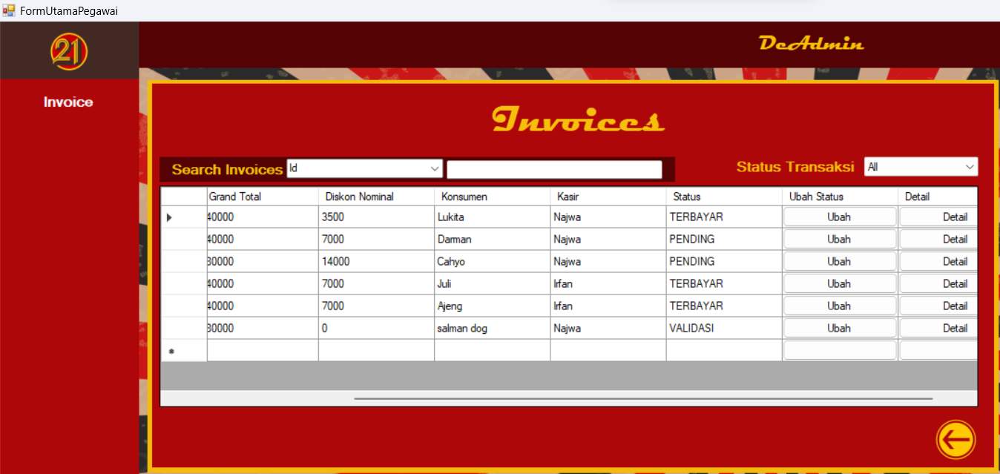 FormUtamaPegawai
21
DeAdmin
Invoice
Invoices
Search Invoices Id
Status Transaksi All
Grand Total Diskon Nominal Konsumen Kasir Status Ubah Status Detail
40000 3500 Lukita Najwa TERBAYAR Ubah Detail
40000 7000 Darman Najwa PENDING Ubah Detail
80000 14000 Cahyo Najwa PENDING Ubah Detail
40000 7000 Juli Irfan TERBAYAR Ubah Detail
40000 7000 Ajeng Irfan TERBAYAR Ubah Detail
80000 0 salman dog Najwa VALIDASI Ubah Detail